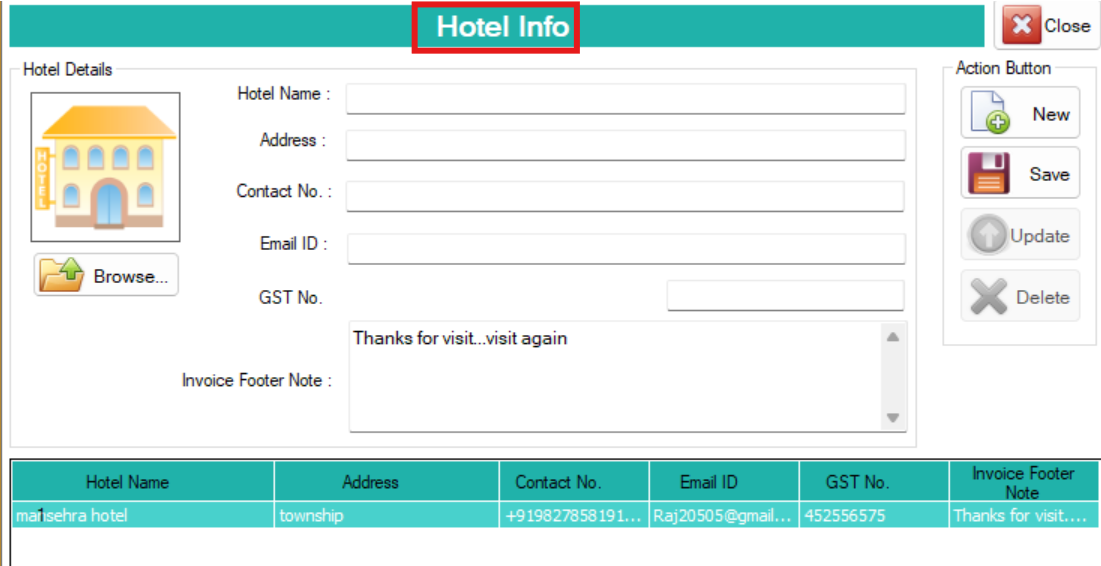 Hotel Info
Close
Hotel Details
Action Button
HOTEL
Hotel Name :
New
Address :
Save
Contact No. :
Email ID :
Update
Browse...
GST No.
Delete
Thanks for visit...visit again
Invoice Footer Note :
Hotel Name Address Contact No. Email ID GST No. Invoice Footer Note
hotel township +919827858191... Raj20505@gmail... 452556575 Thanks for visit....